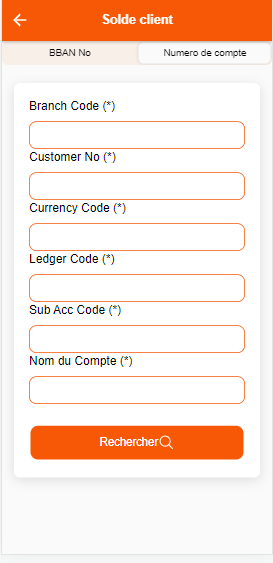 Solde client
BBAN No
Numero de compte
Branch Code (*)
Customer No (*)
Currency Code (*)
Ledger Code (*)
Sub Acc Code (*)
Nom du Compte (*)
Rechercher